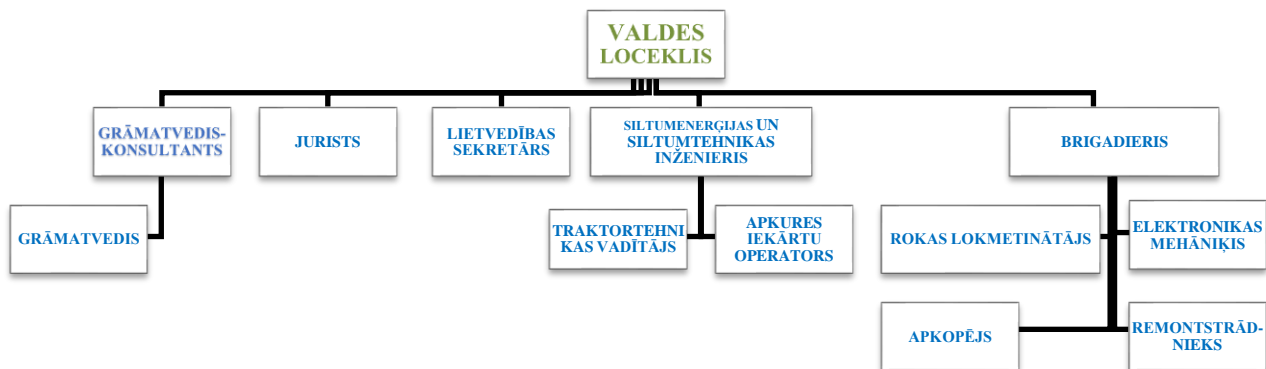 VALDES
LOCEKLIS
GRĀMATVEDIS-
KONSULTANTS
JURISTS
LIETVEDĪBAS
SEKRETĀRS
SILTUMENERĢIJAS UN
SILTUMTEHNIKAS
INŽENIERIS
BRIGADIERIS
GRĀMATVEDIS
TRAKTORTEHNI
KAS VADĪTĀJS
APKURES
IEKĀRTU
OPERATORS
ROKAS LOKMETINĀTĀJS
ELEKTRONIKAS
MEHĀNIĶIS
APKOPĒJS
REMONTSTRĀD-
NIEKS